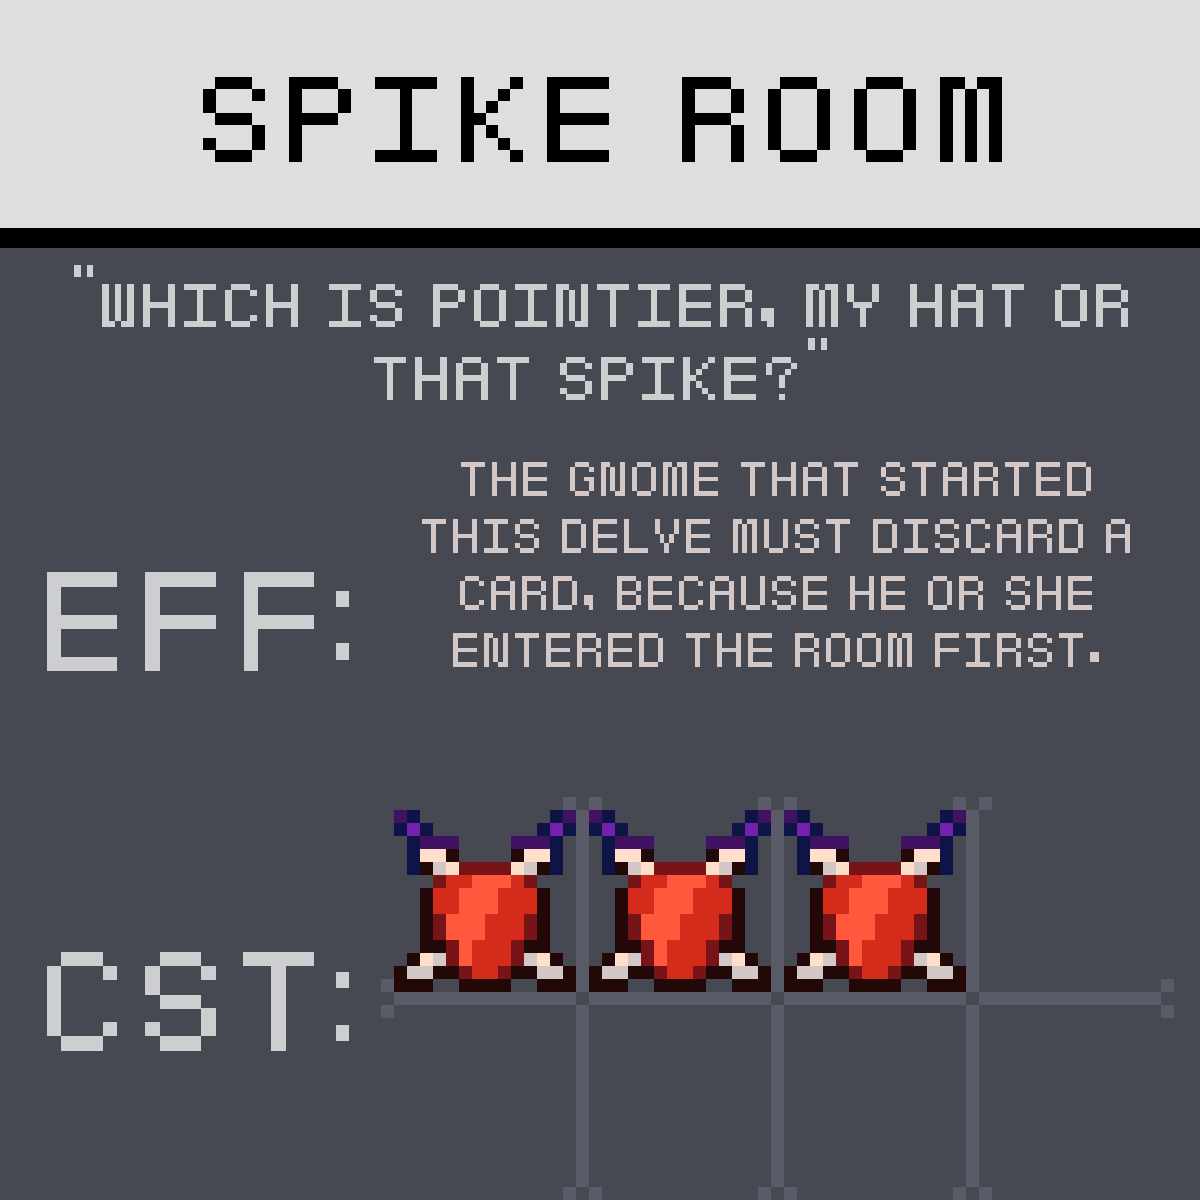 SPIKE ROOM
"WHICH IS POINTIER, MY HAT OR
THAT SPIKE?"
THE GNOME THAT STARTED
THIS DELVE MUST DISCARD A
CARD, BECAUSE HE OR SHE
ENTERED THE ROOM FIRST.
EFF:
CST: